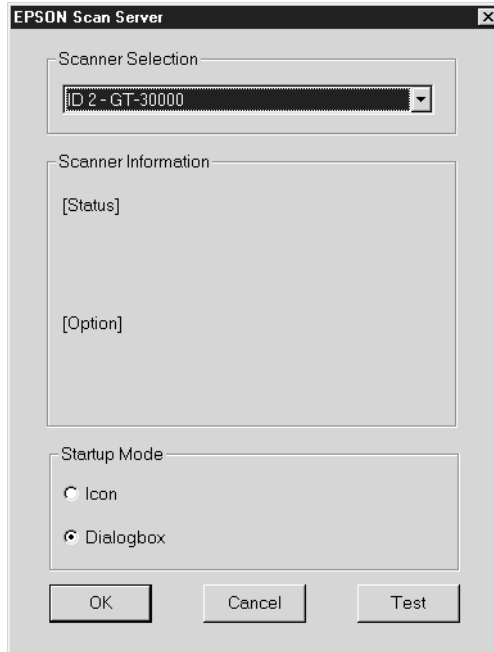 EPSON Scan Server
Scanner Selection
ID 2 - GT-30000
Scanner Information
[Status]
[Option]
Startup Mode
Icon
Dialogbox
OK Cancel Test